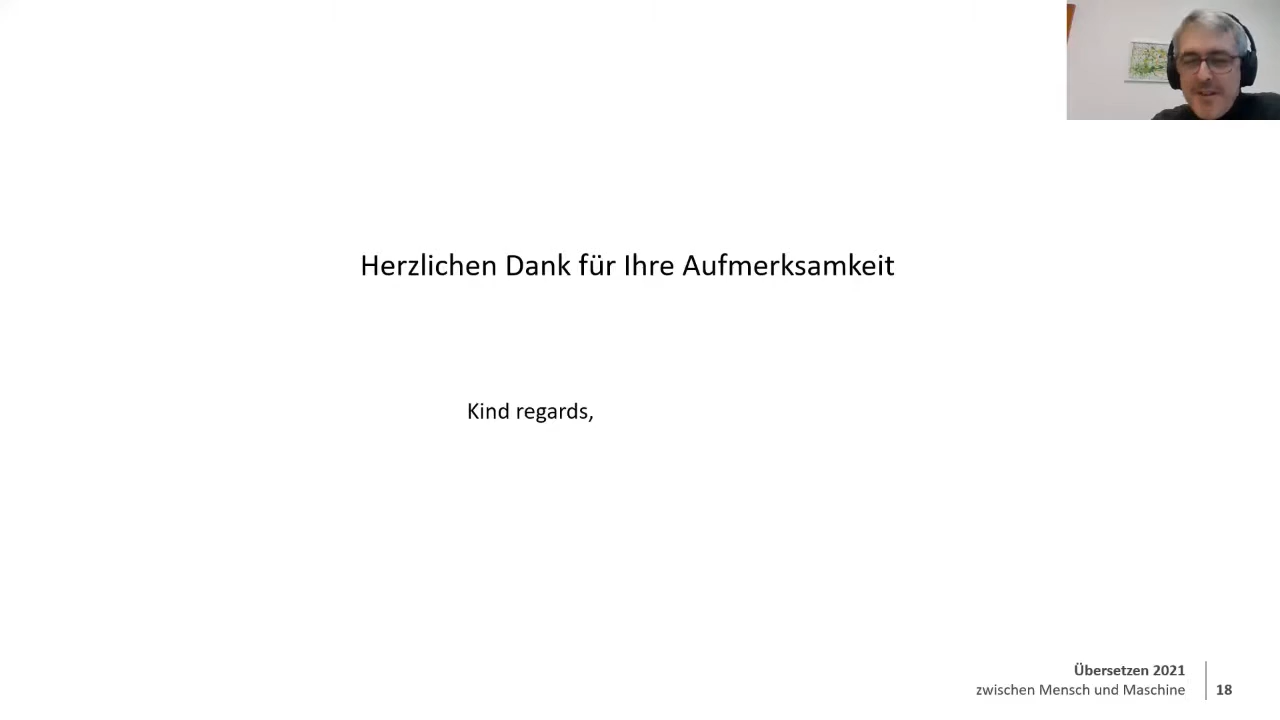 Herzlichen Dank für Ihre Aufmerksamkeit
Kind regards,
Übersetzen 2021
zwischen Mensch und Maschine
18